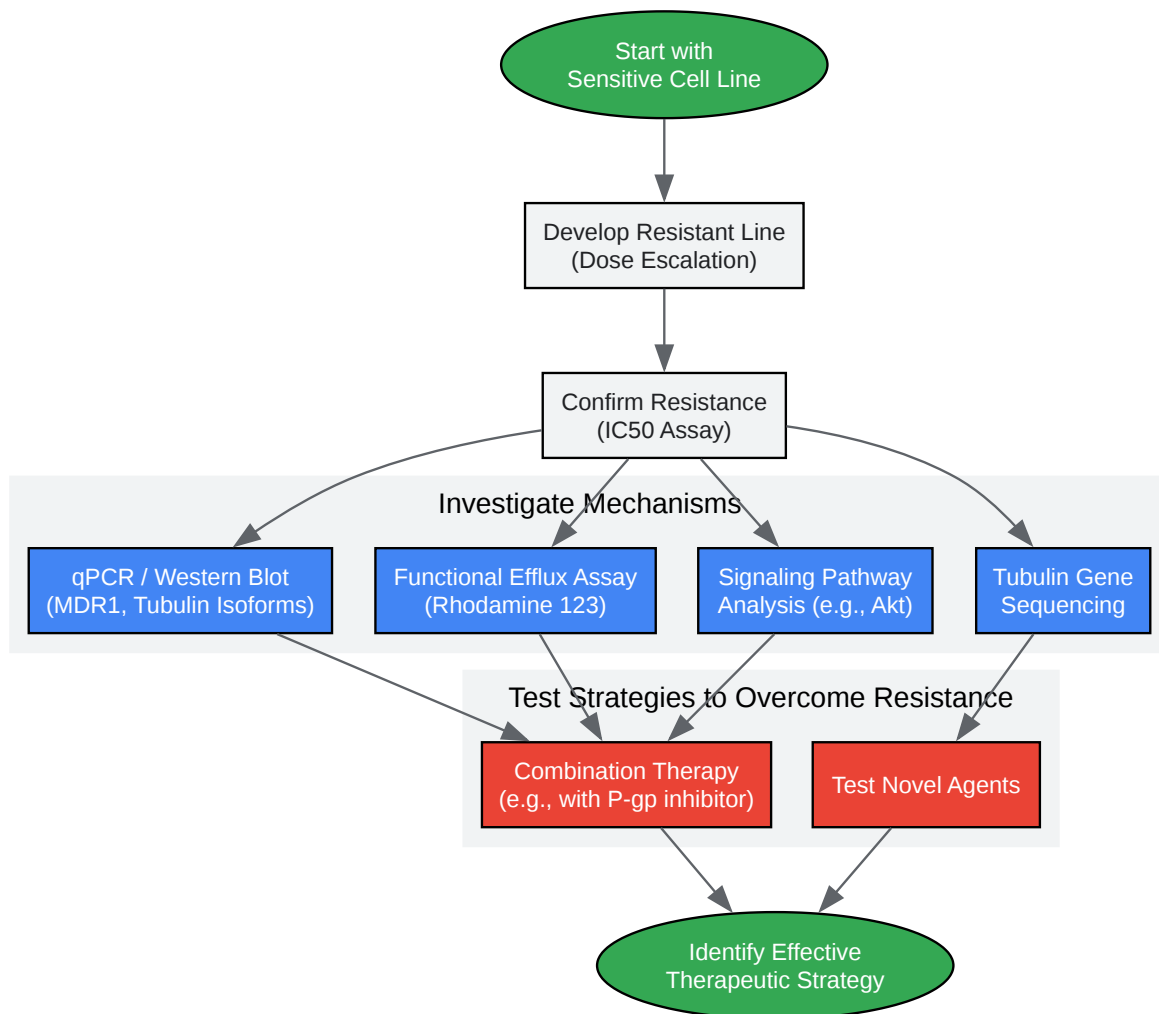 Start with
Sensitive Cell Line
Develop Resistant Line
(Dose Escalation)
Confirm Resistance
(IC50 Assay)
Investigate Mechanisms
qPCR / Western Blot
(MDR1, Tubulin Isoforms)
Functional Efflux Assay
(Rhodamine 123)
Signaling Pathway
Analysis (e.g., Akt)
Tubulin Gene
Sequencing
Test Strategies to Overcome Resistance
Combination Therapy
(e.g., with P-gp inhibitor)
Test Novel Agents
Identify Effective
Therapeutic Strategy